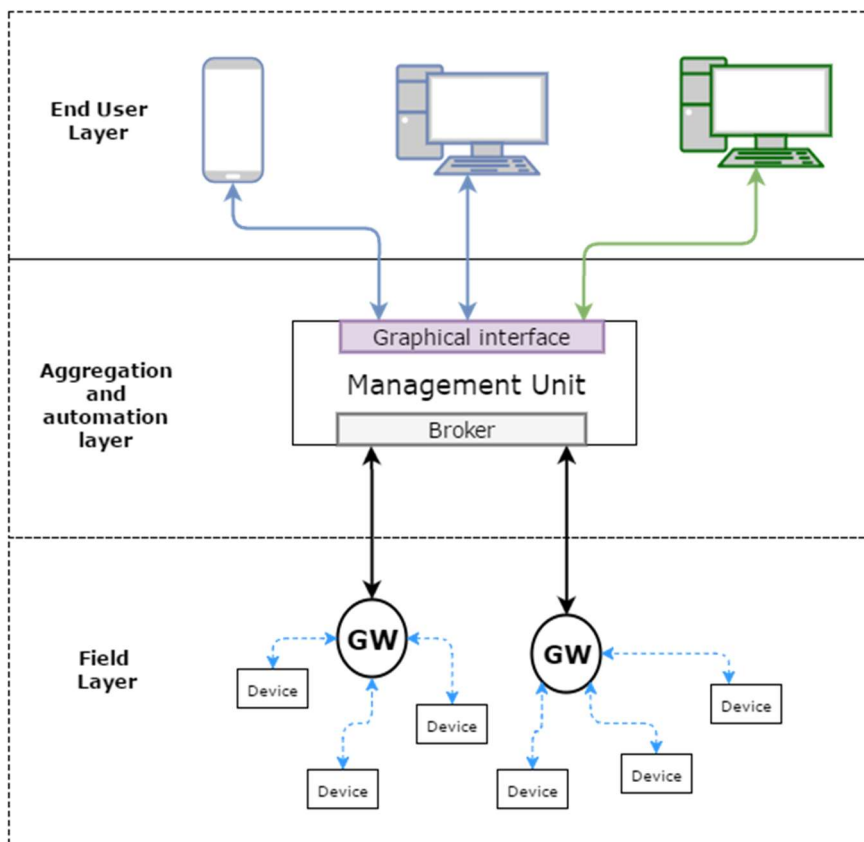 End User
Layer
Graphical interface
Aggregation
and
automation
layer
Management Unit
Broker
Field
Layer
GW
GW
Device
Device
Device
Device
Device
Device